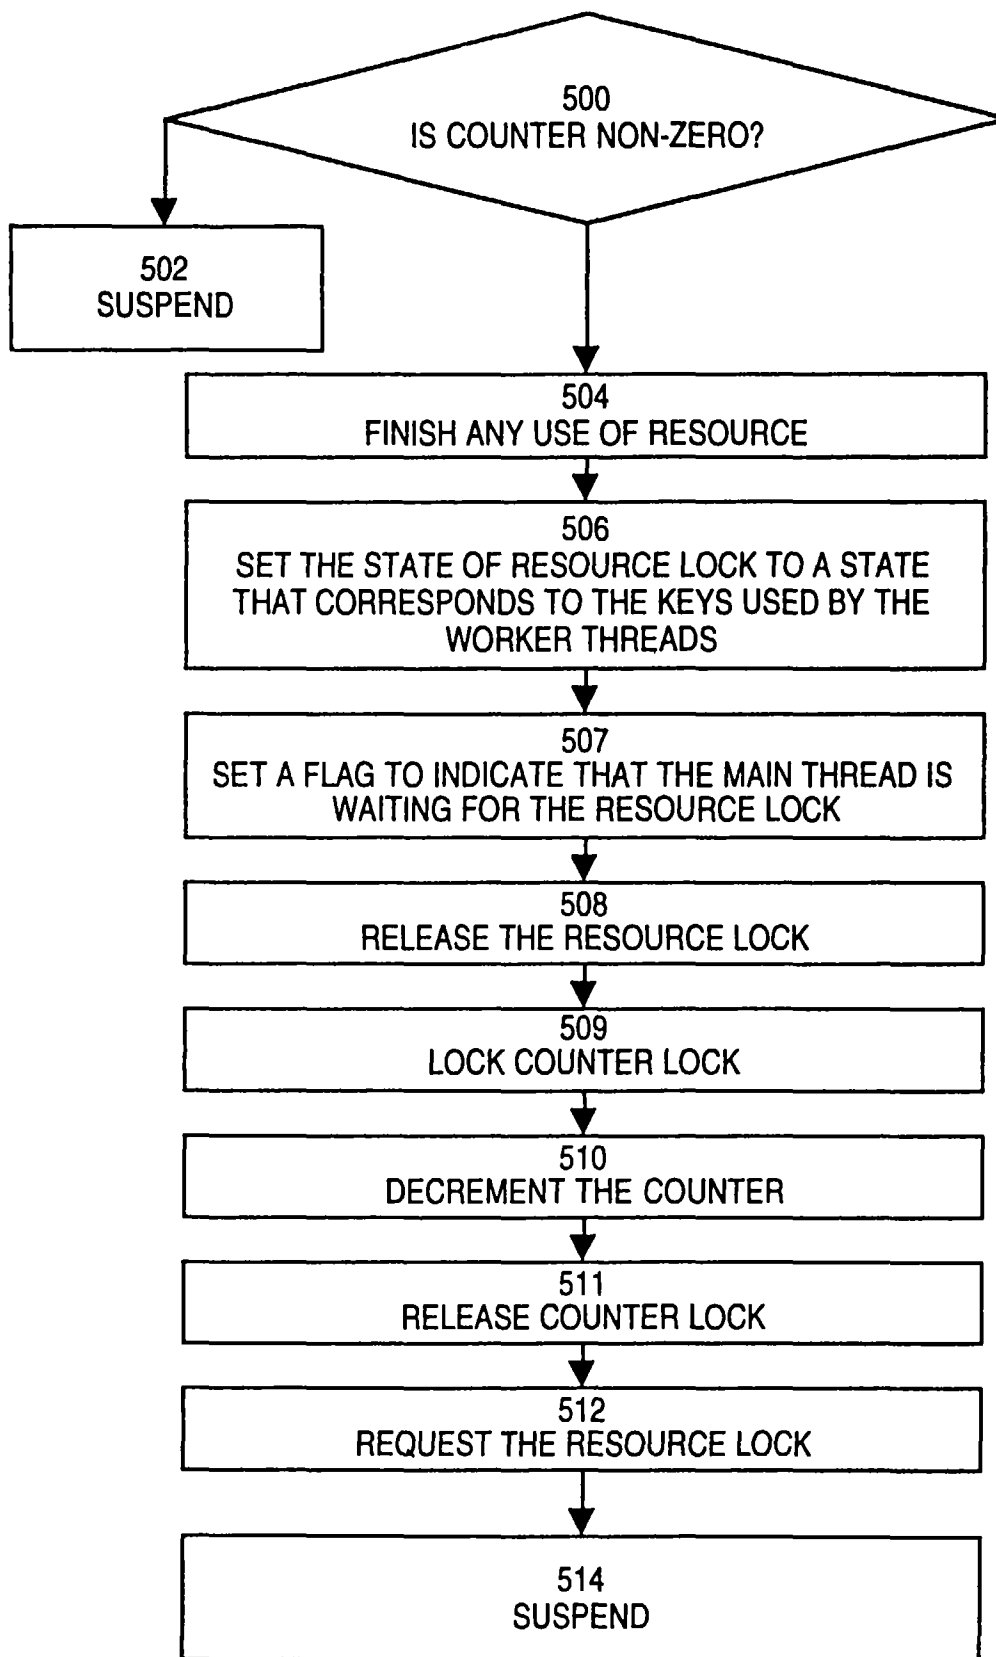 500
IS COUNTER NON-ZERO?
502
SUSPEND
504
FINISH ANY USE OF RESOURCE
506
SET THE STATE OF RESOURCE LOCK TO A STATE
THAT CORRESPONDS TO THE KEYS USED BY THE
WORKER THREADS
507
SET A FLAG TO INDICATE THAT THE MAIN THREAD IS
WAITING FOR THE RESOURCE LOCK
508
RELEASE THE RESOURCE LOCK
509
LOCK COUNTER LOCK
510
DECREMENT THE COUNTER
511
RELEASE COUNTER LOCK
512
REQUEST THE RESOURCE LOCK
514
SUSPEND